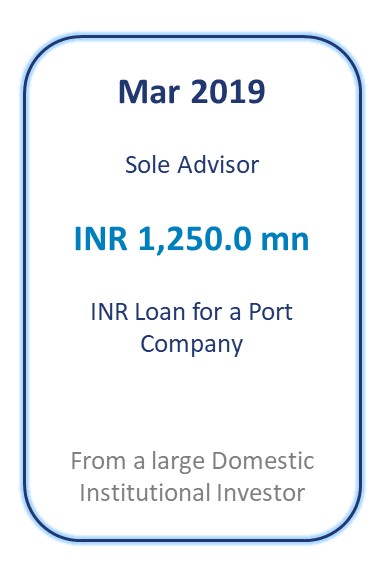 Mar 2019
Sole Advisor
INR 1,250.0 mn
INR Loan for a Port
Company
From a large Domestic
Institutional Investor